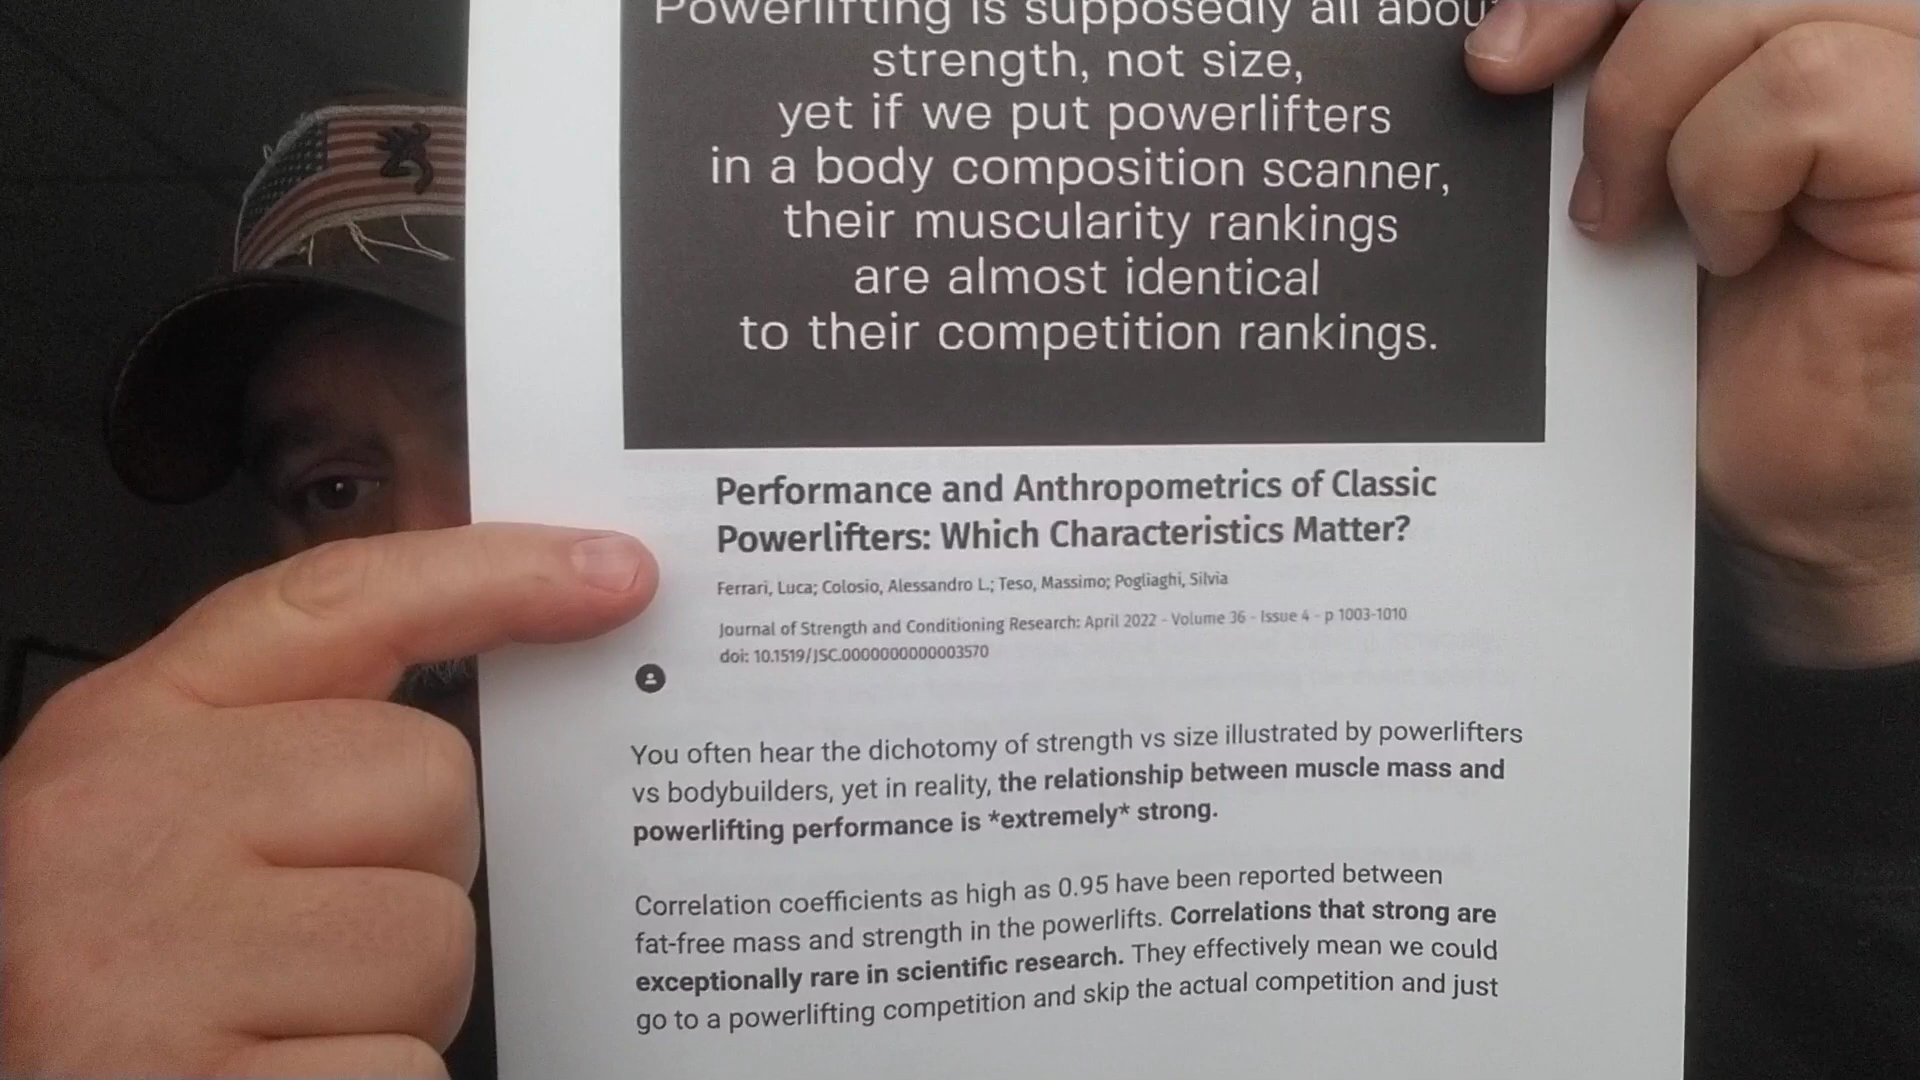 Powerlifting is supposedly all abou
strength, not size,
yet if we put powerlifters
in a body composition scanner,
their muscularity rankings
are almost identical
to their competition rankings.
Performance and Anthropometrics of Classic
Powerlifters: Which Characteristics Matter?
Ferrari, Luca; Colosio, Alessandro L.; Teso, Massimo; Pogliaghi, Silvia
Journal of Strength and Conditioning Research: April 2022 - Volume 36 - Issue 4 - p 1003-1010
doi: 10.1519/JSC.0000000000003570
You often hear the dichotomy of strength vs size illustrated by powerlifters
vs bodybuilders, yet in reality, the relationship between muscle mass and
powerlifting performance is *extremely* strong.
Correlation coefficients as high as 0.95 have been reported between
fat-free mass and strength in the powerlifts. Correlations that strong are
exceptionally rare in scientific research. They effectively mean we could
go to a powerlifting competition and skip the actual competition and just